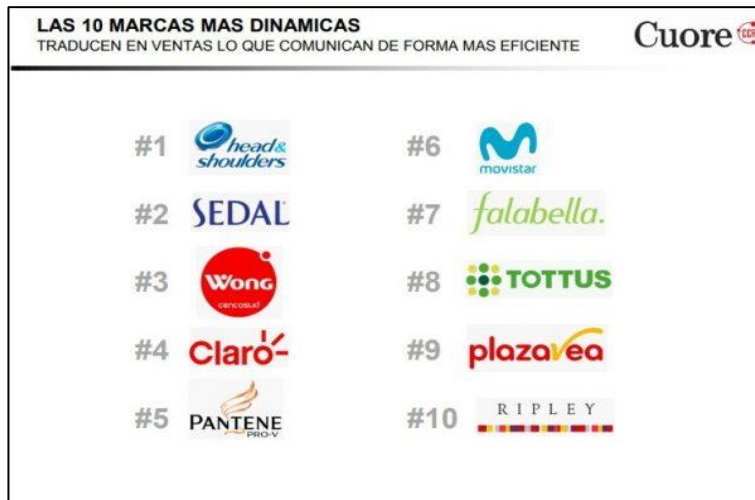 LAS 10 MARCAS MAS DINAMICAS
TRADUCEN EN VENTAS LO QUE COMUNICAN DE FORMA MAS EFICIENTE
Cuore CCR
#1 head&
shoulders
#2 SEDAL
#3 Wong
cencosud
#4 Claro
#5 PANTENE
PRO-V
#6 movistar
#7 falabella.
#8 TOTTUS
#9 plazavea
#10 RIPLEY